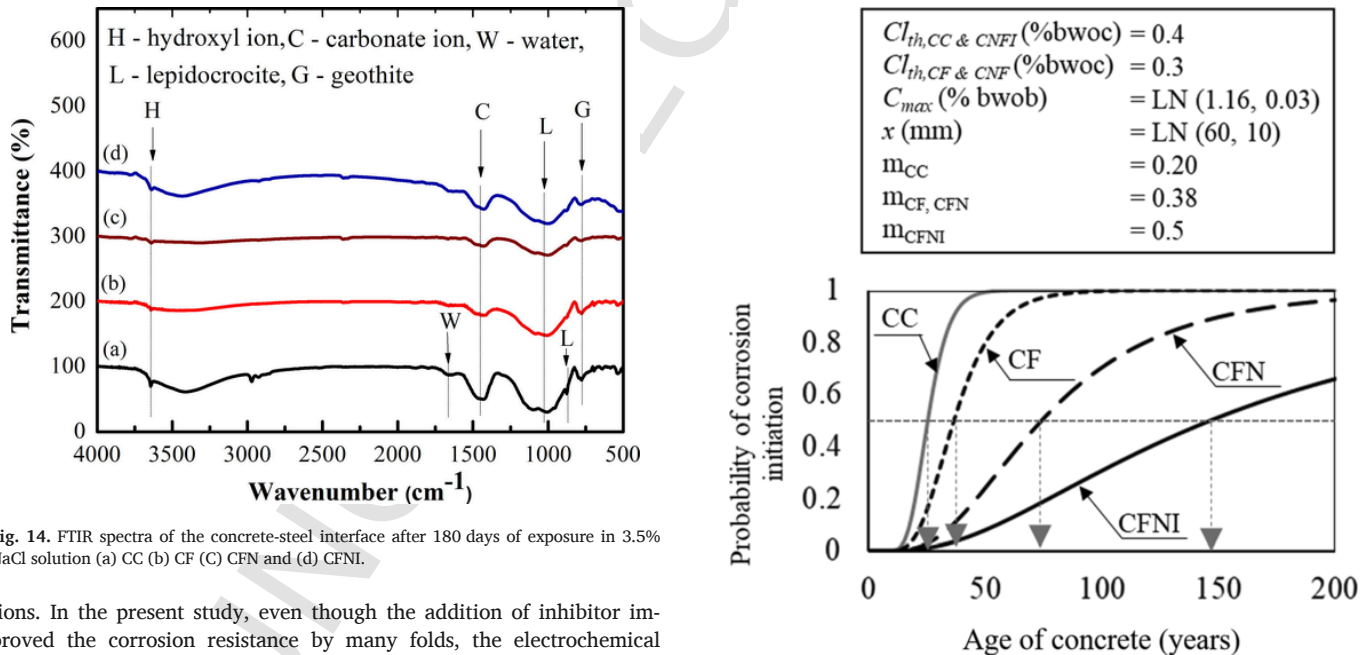 600
500
400
300
200
100
0
Transmittance (%)
H - hydroxyl ion, C - carbonate ion, W - water,
L - lepidocrocite, G - geothite
H
C
L
G
(d)
(c)
(b)
W
L
(a)
4000 3500 3000 2500 2000 1500 1000 500
Wavenumber (cm-1)
ig. 14. FTIR spectra of the concrete-steel interface after 180 days of exposure in 3.5%
NaCl solution (a) CC (b) CF (C) CFN and (d) CFNI.
ions. In the present study, even though the addition of inhibitor im-
proved the corrosion resistance by many folds, the electrochemical
Clth,CC & CNFI (%bwoc) = 0.4
Clth,CF & CNF (%bwoc) = 0.3
Cmax (% bwob) = LN (1.16, 0.03)
x (mm) = LN (60, 10)
mCC = 0.20
mCF, CFN = 0.38
mCFNI = 0.5
Probability of corrosion
initiation
1
0.8
0.6
0.4
0.2
0
CC
CF
CFN
CFNI
0 50 100 150 200
Age of concrete (years)